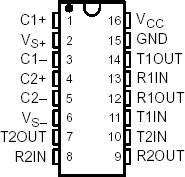 C1+ 1 16 VCC
VS+ 2 15 GND
C1− 3 14 T1OUT
C2+ 4 13 R1IN
C2− 5 12 R1OUT
VS− 6 11 T1IN
T2OUT 7 10 T2IN
R2IN 8 9 R2OUT